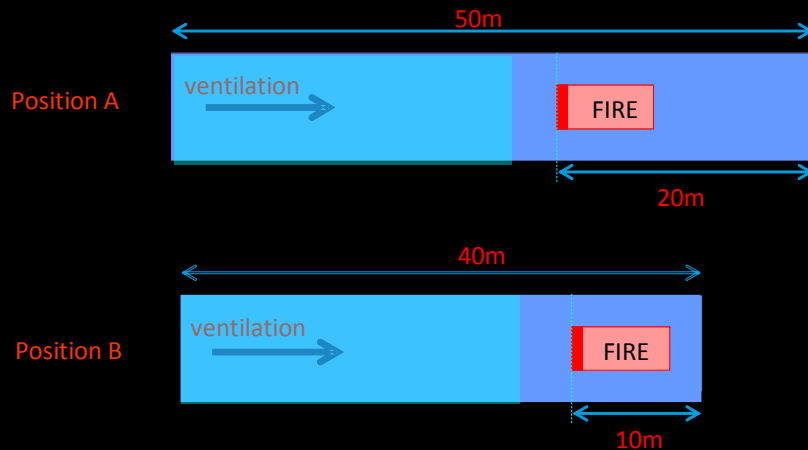 50m
ventilation
Position A
FIRE
20m
40m
ventilation
Position B
FIRE
10m